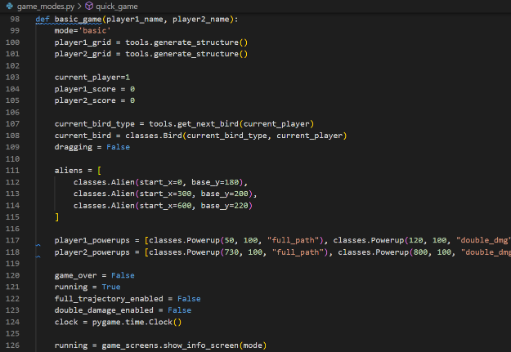 game_modes.py > quick_game
98 def basic_game(player1_name, player2_name):
99     mode='basic'
100     player1_grid = tools.generate_structure()
101     player2_grid = tools.generate_structure()
102
103     current_player=1
104     player1_score = 0
105     player2_score = 0
106
107     current_bird_type = tools.get_next_bird(current_player)
108     current_bird = classes.Bird(current_bird_type, current_player)
109     dragging = False
110
111     aliens = [
112         classes.Alien(start_x=0, base_y=180),
113         classes.Alien(start_x=300, base_y=200),
114         classes.Alien(start_x=600, base_y=220)
115     ]
116
117     player1_powerups = [classes.Powerup(50, 100, "full_path"), classes.Powerup(120, 100, "double_dmg"
118     player2_powerups = [classes.Powerup(730, 100, "full_path"), classes.Powerup(800, 100, "double_dmg
119
120     game_over = False
121     running = True
122     full_trajectory_enabled = False
123     double_damage_enabled = False
124     clock = pygame.time.Clock()
125
126     running = game_screens.show_info_screen(mode)